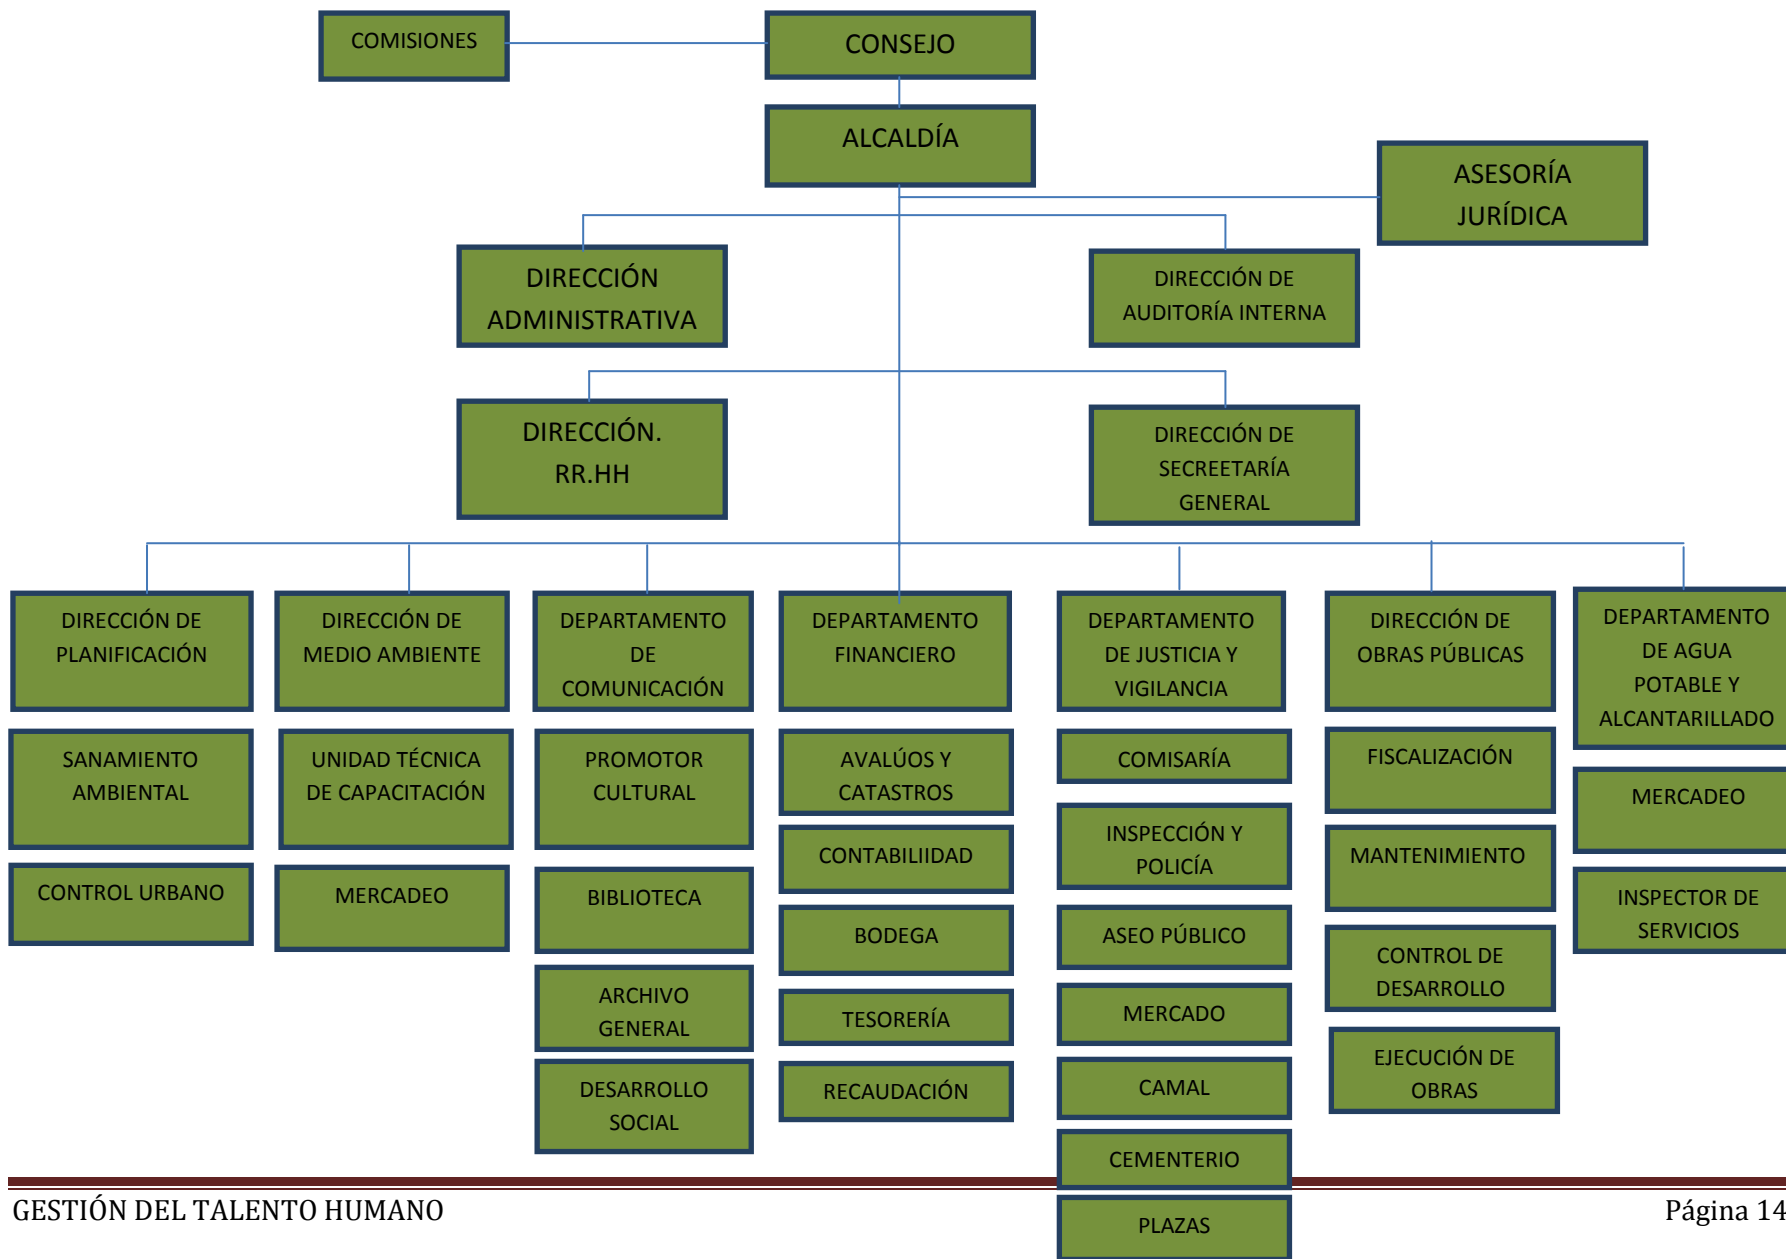 COMISIONES
CONSEJO
ALCALDÍA
ASESORÍA
JURÍDICA
DIRECCIÓN
ADMINISTRATIVA
DIRECCIÓN DE
AUDITORÍA INTERNA
DIRECCIÓN.
RR.HH
DIRECCIÓN DE
SECREETARÍA
GENERAL
DIRECCIÓN DE
PLANIFICACIÓN
SANAMIENTO
AMBIENTAL
CONTROL URBANO
DIRECCIÓN DE
MEDIO AMBIENTE
UNIDAD TÉCNICA
DE CAPACITACIÓN
MERCADEO
DEPARTAMENTO
DE
COMUNICACIÓN
PROMOTOR
CULTURAL
BIBLIOTECA
ARCHIVO
GENERAL
DESARROLLO
SOCIAL
DEPARTAMENTO
FINANCIERO
AVALÚOS Y
CATASTROS
CONTABILIIDAD
BODEGA
TESORERÍA
RECAUDACIÓN
DEPARTAMENTO
DE JUSTICIA Y
VIGILANCIA
COMISARÍA
INSPECCIÓN Y
POLICÍA
ASEO PÚBLICO
MERCADO
CAMAL
CEMENTERIO
PLAZAS
DIRECCIÓN DE
OBRAS PÚBLICAS
FISCALIZACIÓN
MANTENIMIENTO
CONTROL DE
DESARROLLO
EJECUCIÓN DE
OBRAS
DEPARTAMENTO
DE AGUA
POTABLE Y
ALCANTARILLADO
MERCADEO
INSPECTOR DE
SERVICIOS
GESTIÓN DEL TALENTO HUMANO
Página 14